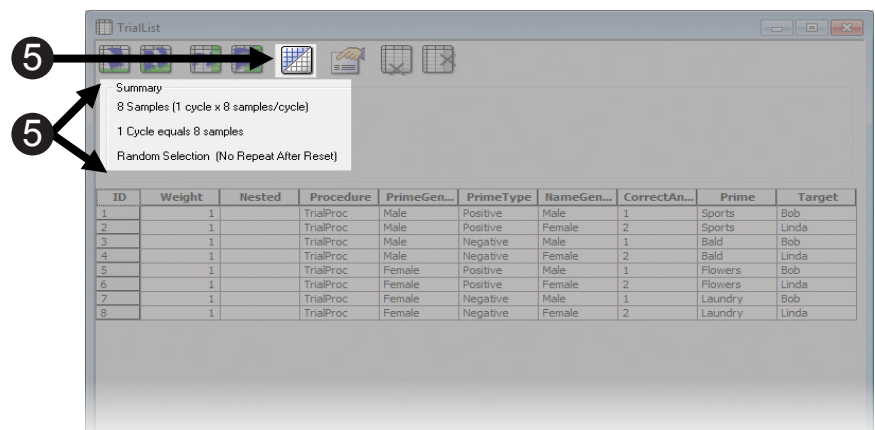 TrialList
5
5
Summary
8 Samples (1 cycle x 8 samples/cycle)
1 Cycle equals 8 samples
Random Selection (No Repeat After Reset)
ID Weight Nested Procedure PrimeGen... PrimeType NameGen... CorrectAn... Prime Target
1 1 TrialProc Male Positive Male 1 Sports Bob
2 1 TrialProc Male Positive Female 2 Sports Linda
3 1 TrialProc Male Negative Male 1 Bald Bob
4 1 TrialProc Male Negative Female 2 Bald Linda
5 1 TrialProc Female Positive Male 1 Flowers Bob
6 1 TrialProc Female Positive Female 2 Flowers Linda
7 1 TrialProc Female Negative Male 1 Laundry Bob
8 1 TrialProc Female Negative Female 2 Laundry Linda